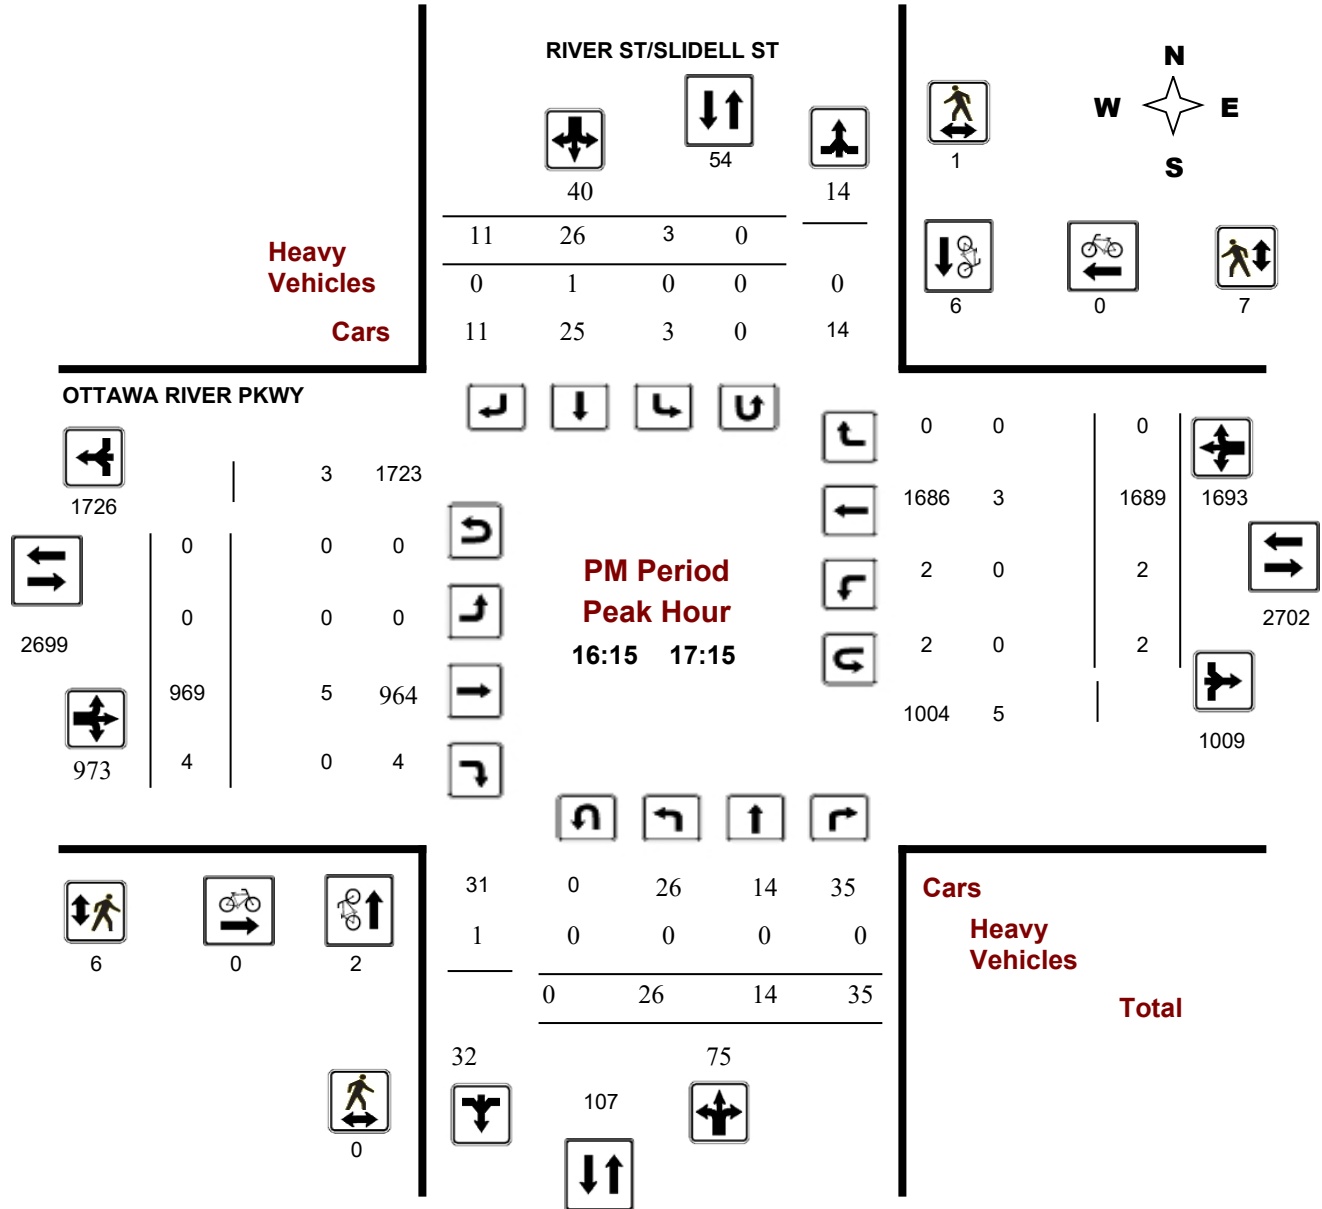 RIVER ST/SLIDELL ST
N
W E
S
54
1
40 14
11 26 3 0
Heavy
Vehicles
0 1 0 0 0
6 0 7
Cars
11 25 3 0 14
OTTAWA RIVER PKWY
0 0 0
3 1723
1726
1686 3 1689 1693
0 0 0
PM Period
2 0 2
Peak Hour
0 0 0
2702
2699
16:15 17:15
2 0 2
969 5 964
1004 5
1009
973 4 0 4
31 0 26 14 35
Cars
1 0 0 0 0
Heavy
Vehicles
6 0 2
0 26 14 35
Total
32 75
107
0